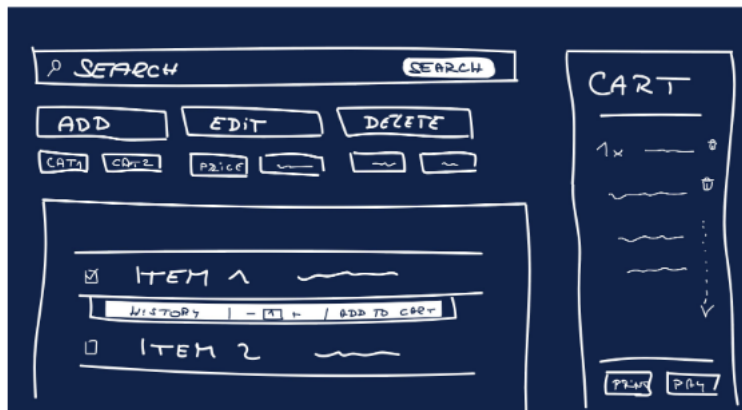 SEARCH SEARCH
ADD EDIT DELETE
CAT1 CAT2 PRICE
ITEM 1
HISTORY | - 1 + / ADD TO CART
ITEM 2
CART
1x
PRINT PAY